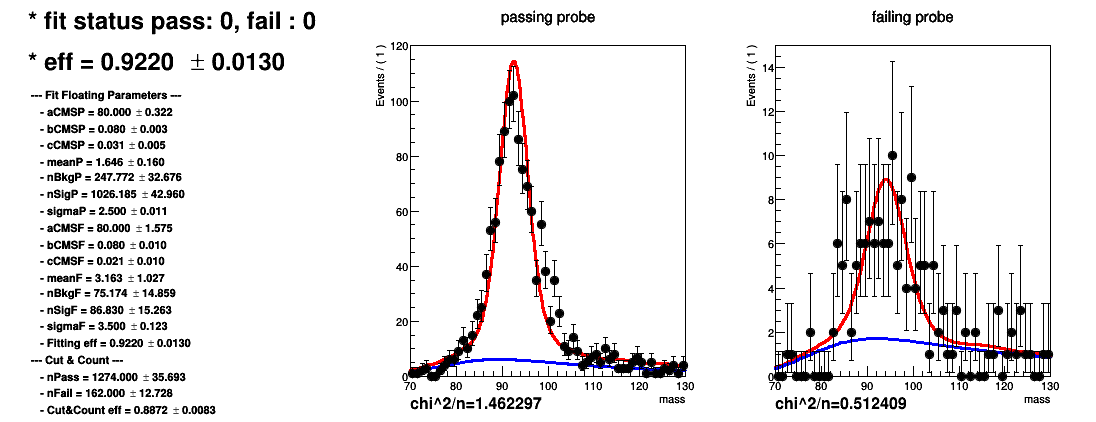 * fit status pass: 0, fail : 0
* eff = 0.9220 ± 0.0130
--- Fit Floating Parameters ---
- aCMSP = 80.000 ± 0.322
- bCMSP = 0.080 ± 0.003
- cCMSP = 0.031 ± 0.005
- meanP = 1.646 ± 0.160
- nBkgP = 247.772 ± 32.676
- nSigP = 1026.185 ± 42.960
- sigmaP = 2.500 ± 0.011
- aCMSF = 80.000 ± 1.575
- bCMSF = 0.080 ± 0.010
- cCMSF = 0.021 ± 0.010
- meanF = 3.163 ± 1.027
- nBkgF = 75.174 ± 14.859
- nSigF = 86.830 ± 15.263
- sigmaF = 3.500 ± 0.123
- Fitting eff = 0.9220 ± 0.0130
--- Cut & Count ---
- nPass = 1274.000 ± 35.693
- nFail = 162.000 ± 12.728
- Cut&Count eff = 0.8872 ± 0.0083
passing probe
Events / ( 1 )
120
100
80
60
40
20
0
70 80 90 100 110 120 130
mass
chi^2/n=1.462297
failing probe
Events / ( 1 )
14
12
10
8
6
4
2
0
70 80 90 100 110 120 130
mass
chi^2/n=0.512409